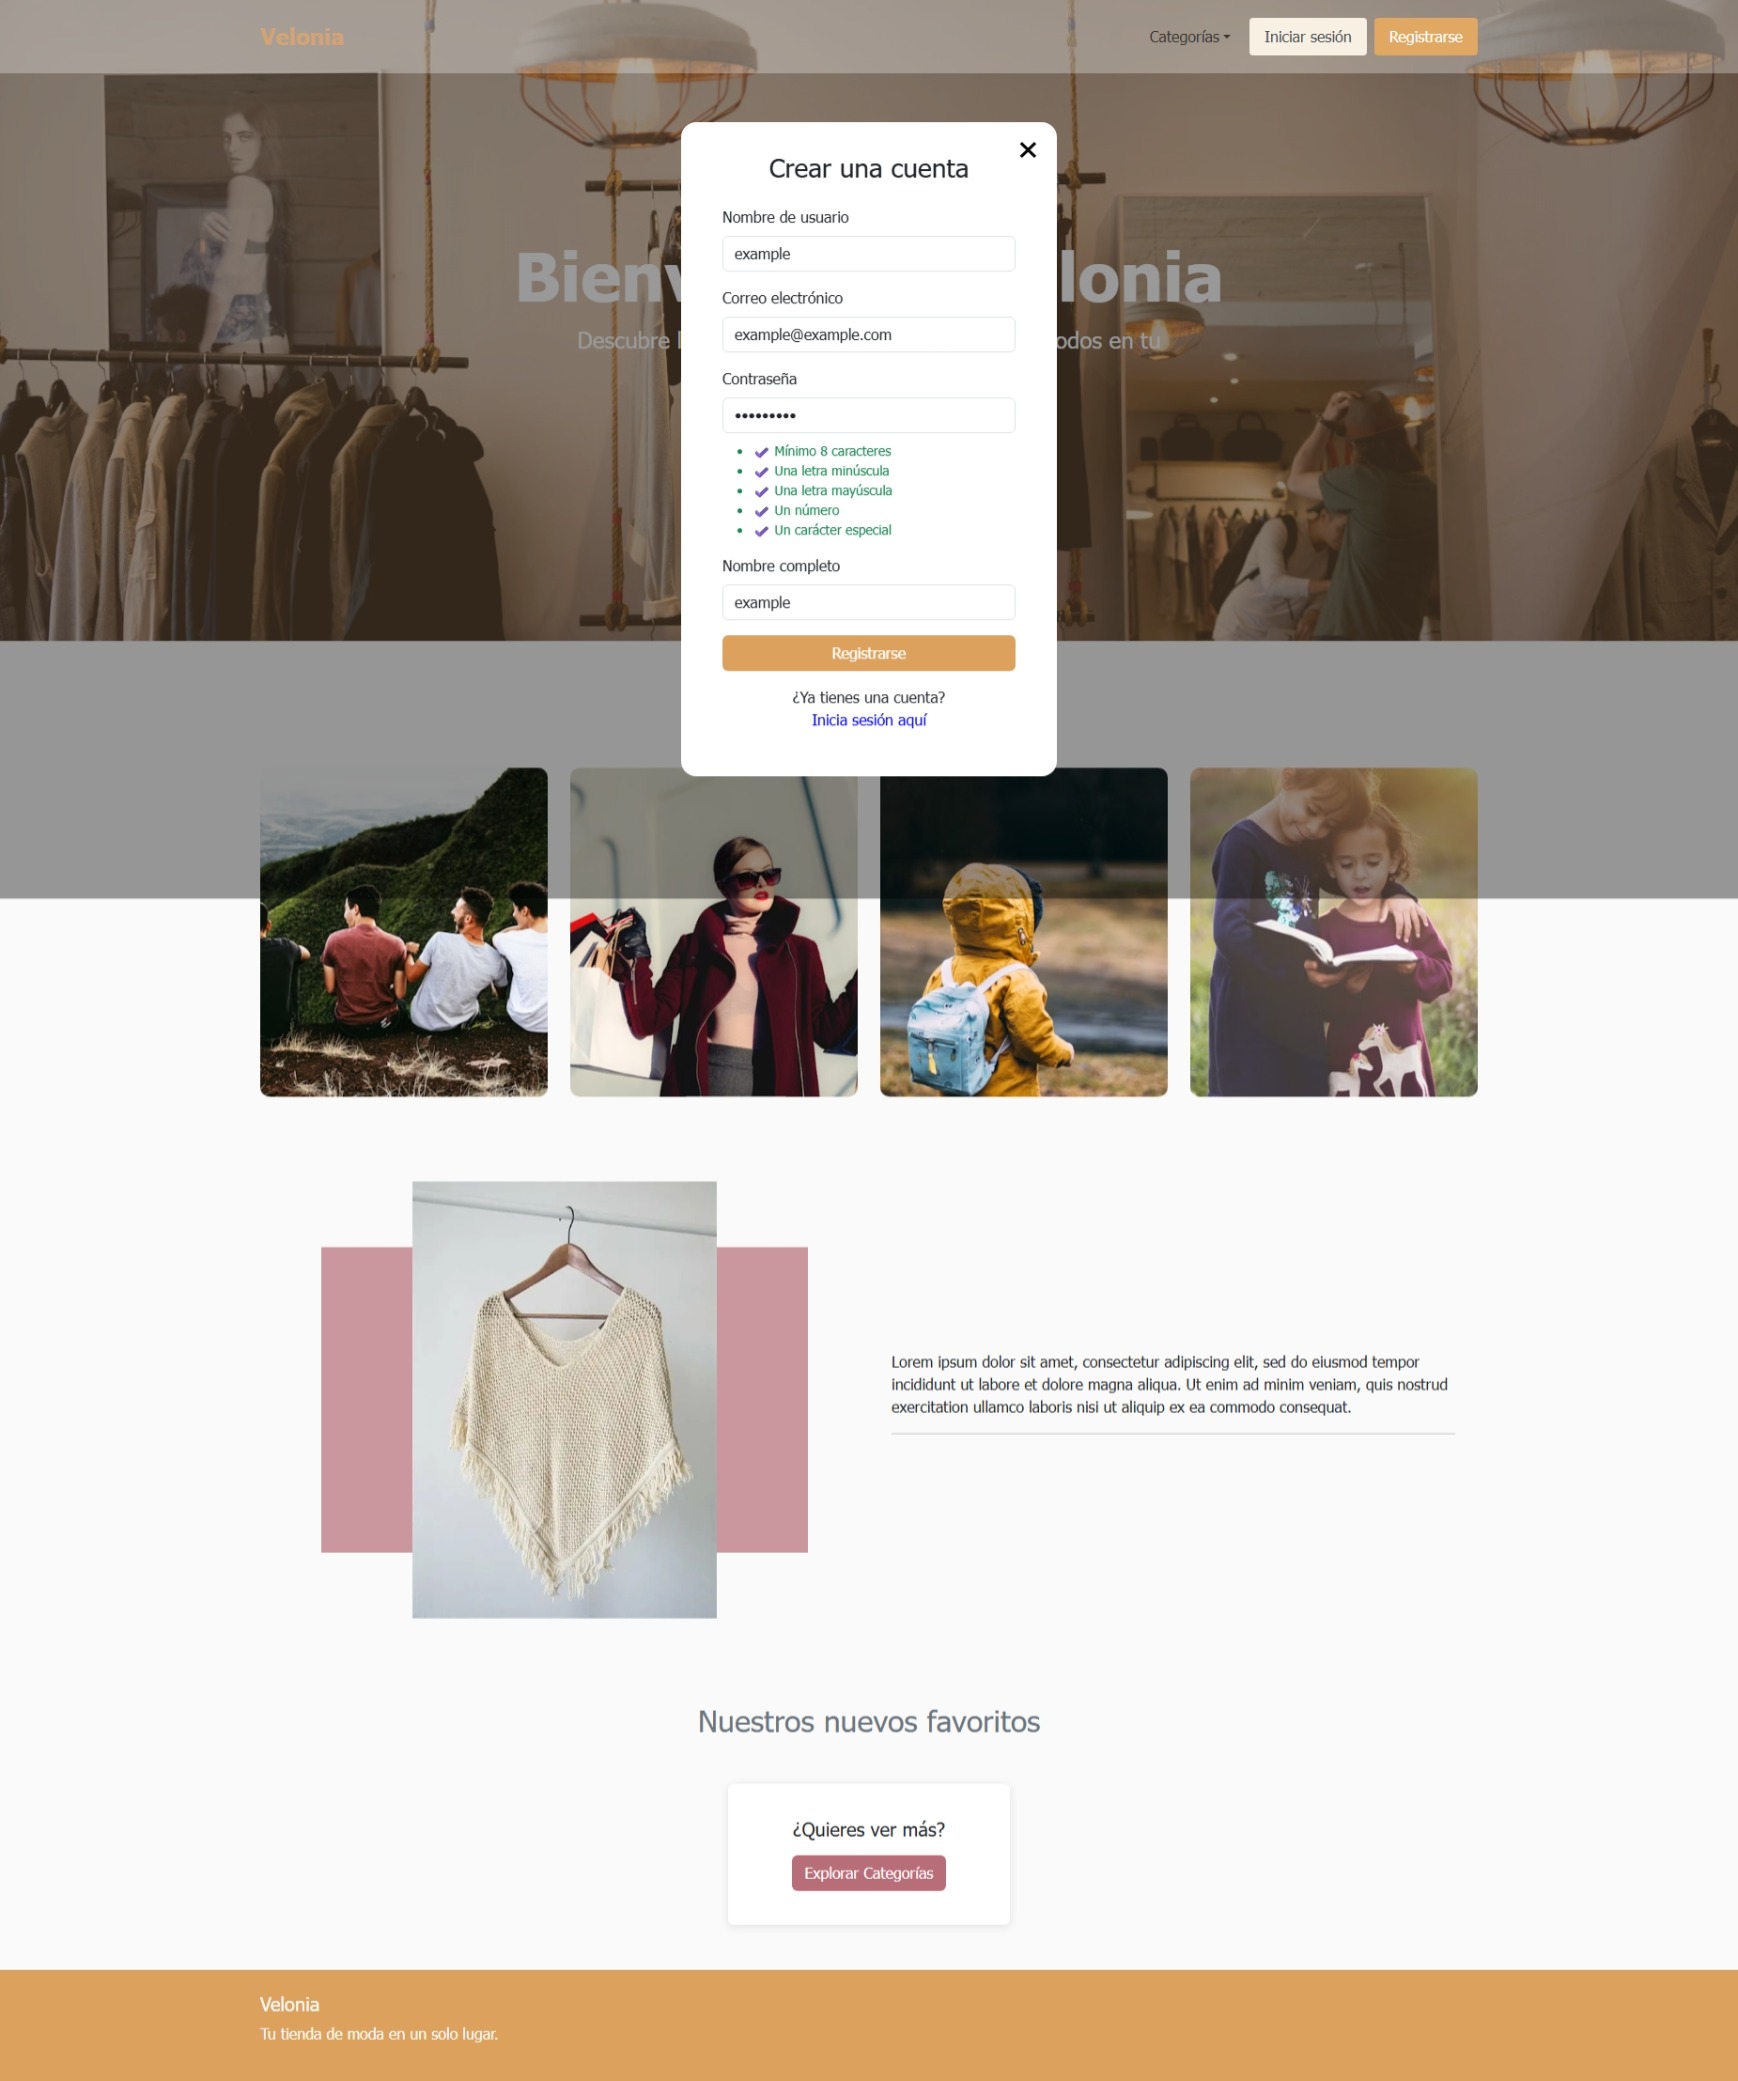 Velonia
Categorías
Iniciar sesión
Registrarse
Crear una cuenta
Nombre de usuario
example
Correo electrónico
example@example.com
Contraseña
•••••••••
Mínimo 8 caracteres
Una letra minúscula
Una letra mayúscula
Un número
Un carácter especial
Nombre completo
example
Registrarse
¿Ya tienes una cuenta?
Inicia sesión aquí
Descubre
en tu
Lorem ipsum dolor sit amet, consectetur adipiscing elit, sed do eiusmod tempor
incididunt ut labore et dolore magna aliqua. Ut enim ad minim veniam, quis nostrud
exercitation ullamco laboris nisi ut aliquip ex ea commodo consequat.
Nuestros nuevos favoritos
¿Quieres ver más?
Explorar Categorías
Velonia
Tu tienda de moda en un solo lugar.